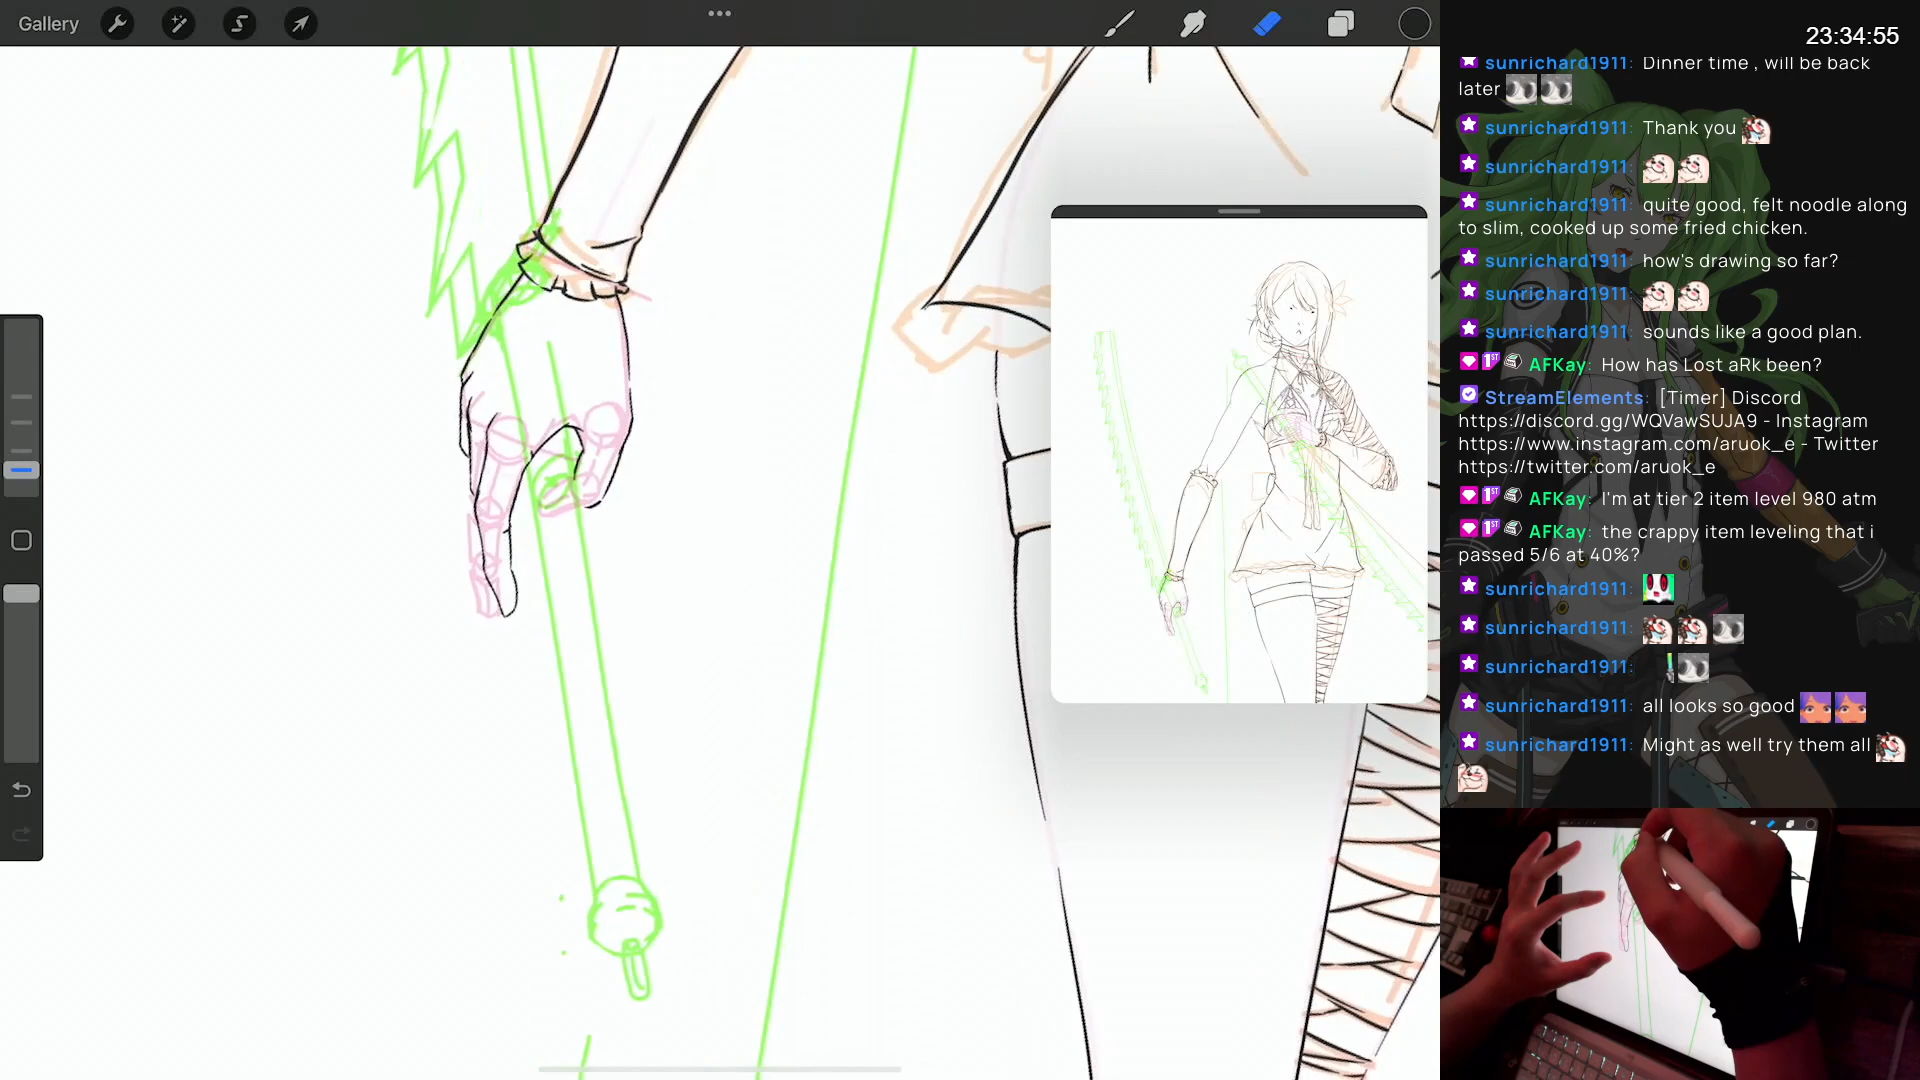 Gallery
23:34:55
sunrichard1911: Dinner time , will be back
later
sunrichard1911: Thank you
sunrichard1911:
sunrichard1911: quite good, felt noodle along
to slim, cooked up some fried chicken.
sunrichard1911: how's drawing so far?
sunrichard1911:
sunrichard1911: sounds like a good plan.
1ST AFKay: How has Lost aRk been?
StreamElements: [Timer] Discord
https://discord.gg/WQVawSUJA9 - Instagram
https://www.instagram.com/aruok_e - Twitter
https://twitter.com/aruok_e
1ST AFKay: I'm at tier 2 item level 980 atm
1ST AFKay: the crappy item leveling that i
passed 5/6 at 40%?
sunrichard1911:
sunrichard1911:
sunrichard1911:
sunrichard1911: all looks so good
sunrichard1911: Might as well try them all